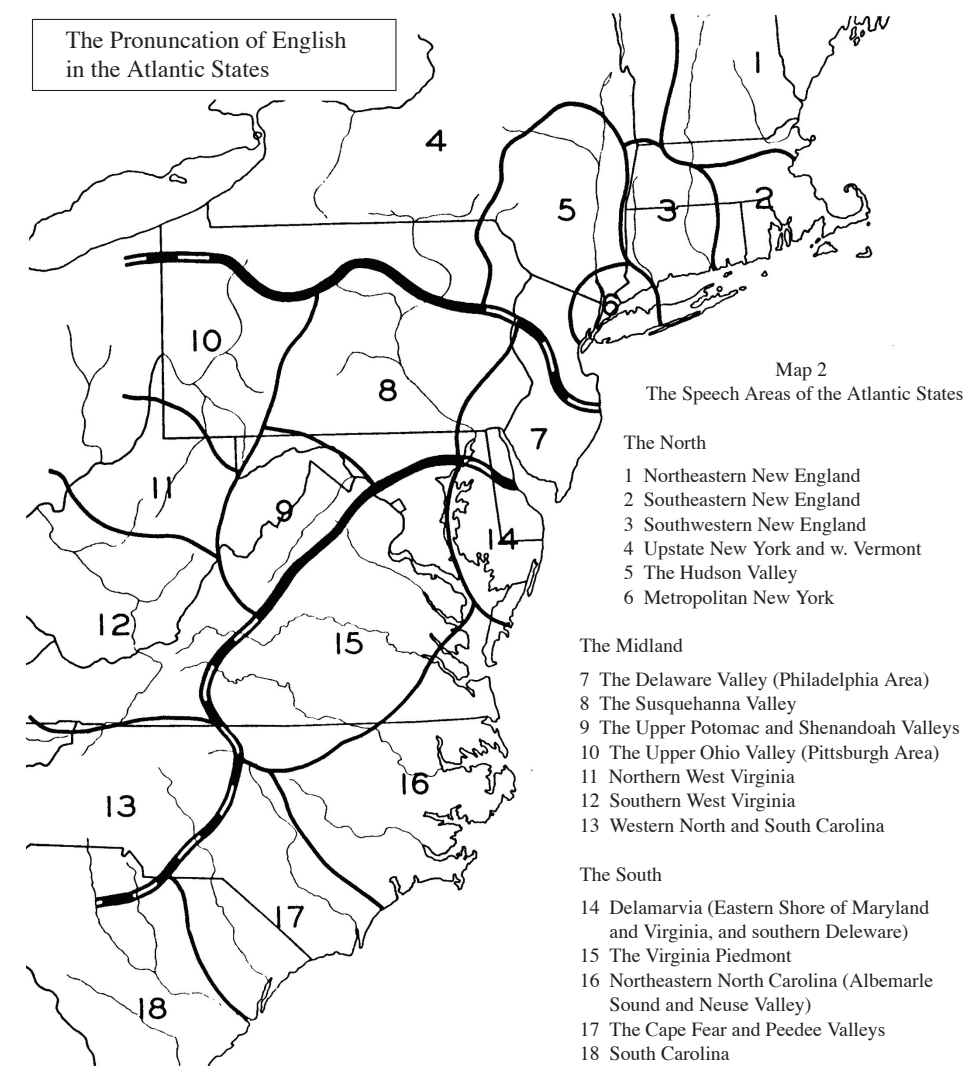 The Pronuncation of English
in the Atlantic States
1
4
5
3
2
6
10
8
7
11
9
14
12
15
16
13
17
18
Map 2
The Speech Areas of the Atlantic States
The North
1 Northeastern New England
2 Southeastern New England
3 Southwestern New England
4 Upstate New York and w. Vermont
5 The Hudson Valley
6 Metropolitan New York
The Midland
7 The Delaware Valley (Philadelphia Area)
8 The Susquehanna Valley
9 The Upper Potomac and Shenandoah Valleys
10 The Upper Ohio Valley (Pittsburgh Area)
11 Northern West Virginia
12 Southern West Virginia
13 Western North and South Carolina
The South
14 Delamarvia (Eastern Shore of Maryland
and Virginia, and southern Deleware)
15 The Virginia Piedmont
16 Northeastern North Carolina (Albemarle
Sound and Neuse Valley)
17 The Cape Fear and Peedee Valleys
18 South Carolina